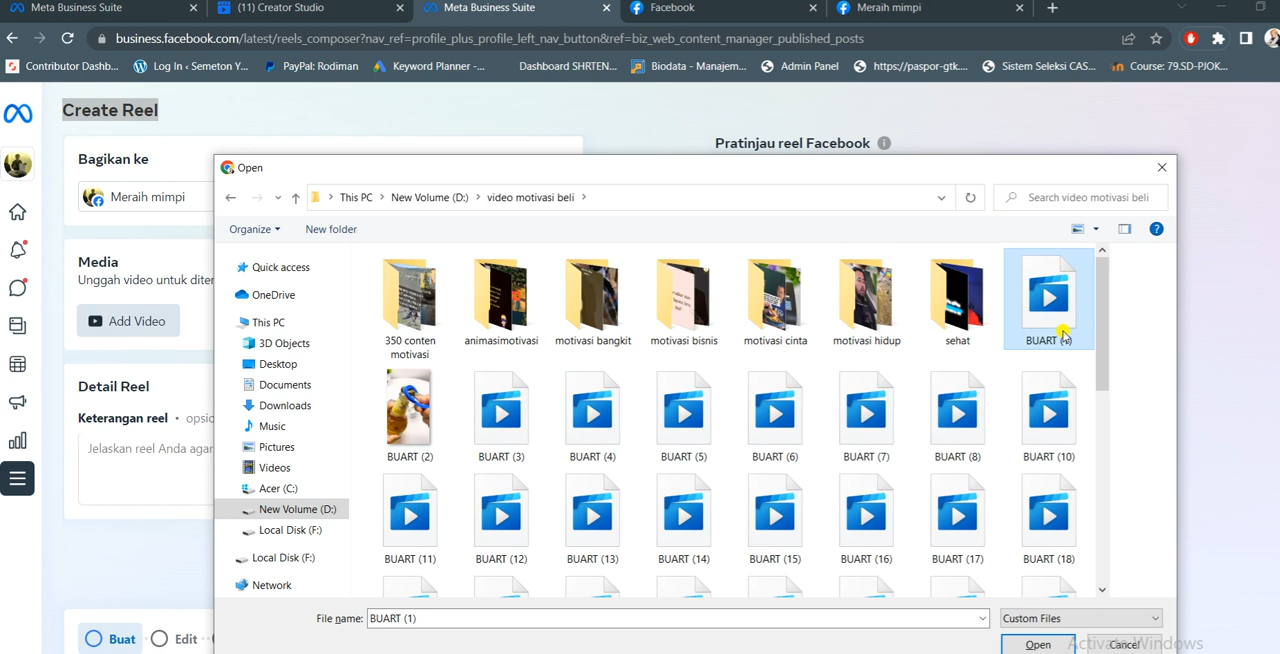 Meta Business Suite
(11) Creator Studio
Meta Business Suite
Facebook
Meraih mimpi
business.facebook.com/latest/reels_composer?nav_ref=profile_plus_profile_left_nav_button&ref=biz_web_content_manager_published_posts
Contributor Dashb...
Log In ‹ Semeton Y...
PayPal: Rodiman
Keyword Planner -...
Dashboard SHRTEN...
Biodata - Manajem...
Admin Panel
https://paspor-gtk....
Sistem Seleksi CAS...
Course: 79.SD-PJOK...
Create Reel
Bagikan ke
Meraih mimpi
Media
Unggah video untuk diter
Add Video
Detail Reel
Keterangan reel • opsio
Jelaskan reel Anda agar
Buat
Edit
Pratinjau reel Facebook
Open
This PC
New Volume (D:)
video motivasi beli
Search video motivasi beli
Organize
New folder
Quick access
OneDrive
This PC
3D Objects
Desktop
Documents
Downloads
Music
Pictures
Videos
Acer (C:)
New Volume (D:)
Local Disk (F:)
Local Disk (F:)
Network
350 conten
motivasi
animasimotivasi
motivasi bangkit
motivasi bisnis
motivasi cinta
motivasi hidup
sehat
BUART
BUART (2)
BUART (3)
BUART (4)
BUART (5)
BUART (6)
BUART (7)
BUART (8)
BUART (10)
BUART (11)
BUART (12)
BUART (13)
BUART (14)
BUART (15)
BUART (16)
BUART (17)
BUART (18)
File name:
BUART (1)
Custom Files
Open
Cancel
Activate Windows